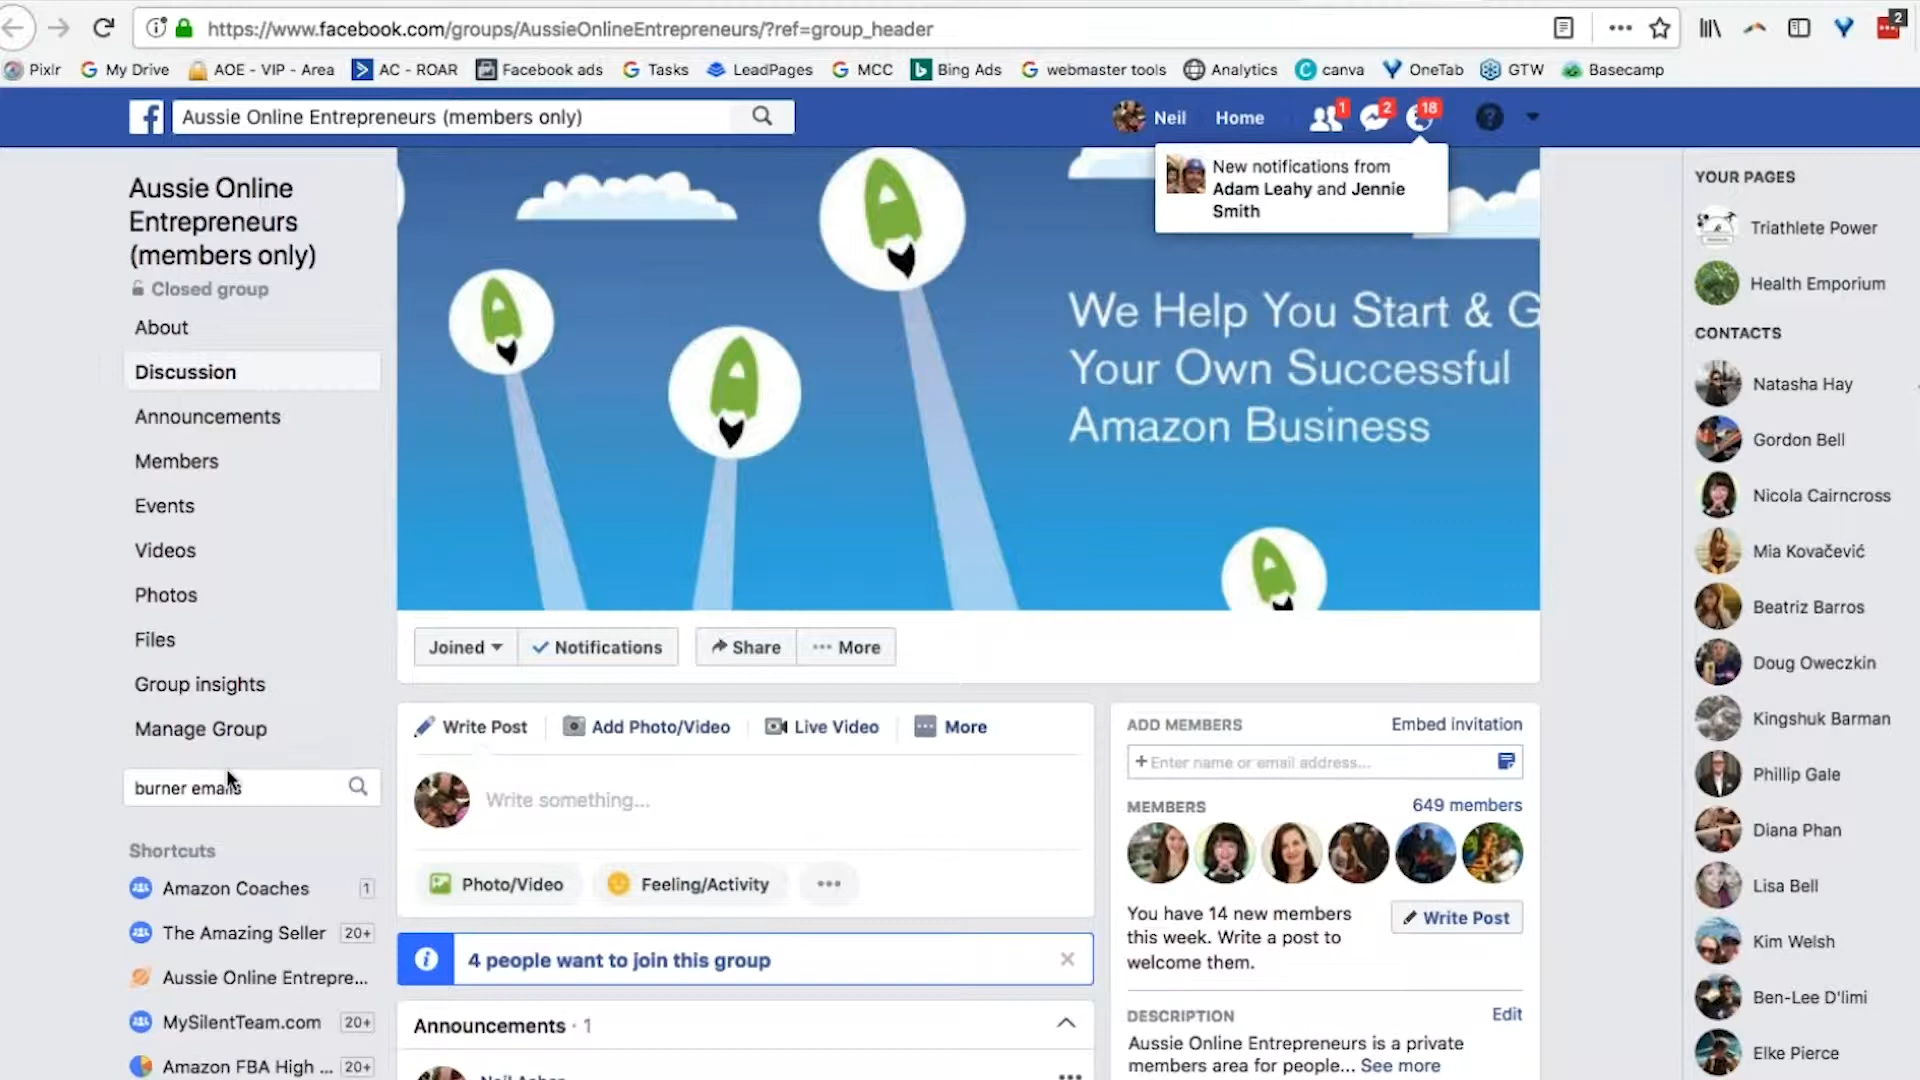 https://www.facebook.com/groups/AussieOnlineEntrepreneurs/?ref=group_header
2
Pixlr
My Drive
AOE - VIP - Area
AC - ROAR
Facebook ads
Tasks
LeadPages
MCC
Bing Ads
webmaster tools
Analytics
canva
OneTab
GTW
Basecamp
Aussie Online Entrepreneurs (members only)
Neil
Home
1
2
18
New notifications from
Adam Leahy and Jennie
Smith
Aussie Online
Entrepreneurs
(members only)
Closed group
About
Discussion
Announcements
Members
Events
Videos
Photos
Files
Group insights
Manage Group
burner emails
Shortcuts
Amazon Coaches 1
The Amazing Seller 20+
Aussie Online Entrepre...
MySilentTeam.com 20+
Amazon FBA High ... 20+
We Help You Start & G
Your Own Successful
Amazon Business
Joined
Notifications
Share
More
Write Post
Add Photo/Video
Live Video
More
Write something...
Photo/Video
Feeling/Activity
4 people want to join this group
Announcements · 1
ADD MEMBERS
Embed invitation
+ Enter name or email address...
MEMBERS
649 members
You have 14 new members
this week. Write a post to
welcome them.
Write Post
DESCRIPTION
Edit
Aussie Online Entrepreneurs is a private
members area for people... See more
YOUR PAGES
Triathlete Power
Health Emporium
CONTACTS
Natasha Hay
Gordon Bell
Nicola Cairncross
Mia Kovačević
Beatriz Barros
Doug Oweczkin
Kingshuk Barman
Phillip Gale
Diana Phan
Lisa Bell
Kim Welsh
Ben-Lee D'limi
Elke Pierce